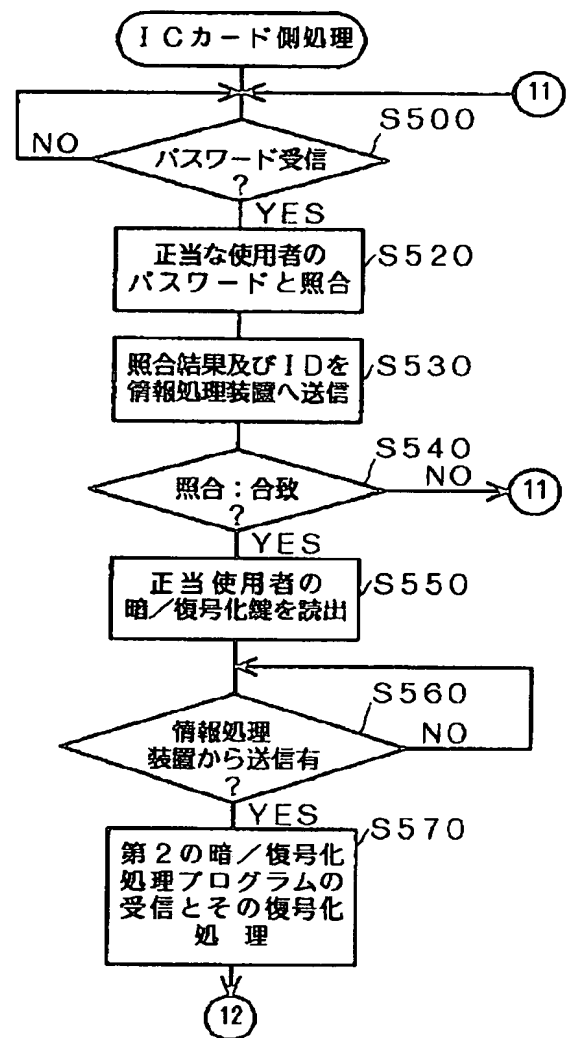 ICカード側処理
11
S500
NO
パスワード受信
?
YES
正当な使用者の
パスワードと照合
S520
照合結果及びIDを
情報処理装置へ送信
S530
S540
照合:合致
?
NO
11
YES
正当使用者の
暗/復号化鍵を読出
S550
S560
情報処理
装置から送信有
?
NO
YES
S570
第2の暗/復号化
処理プログラムの
受信とその復号化
処理
12